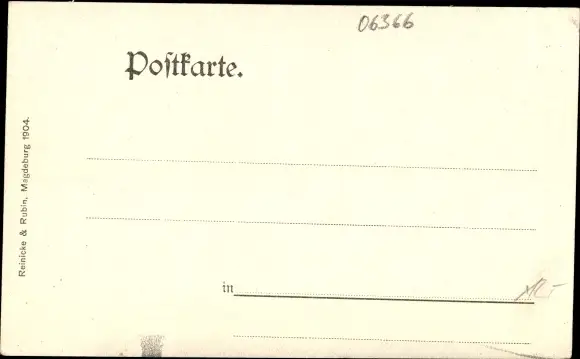 06366
Poſtkarte.
Reinicke & Rubin, Magdeburg 1904.
in